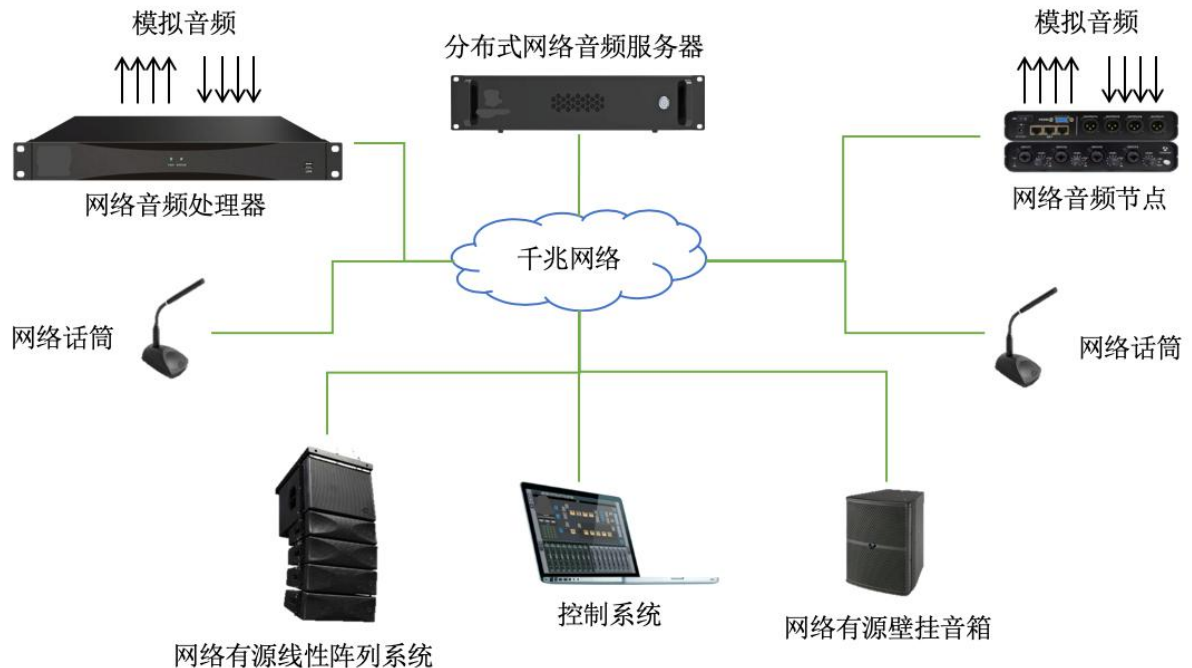 模拟音频
分布式网络音频服务器
模拟音频
网络音频处理器
网络音频节点
千兆网络
网络话筒
网络话筒
网络有源线性阵列系统
控制系统
网络有源壁挂音箱